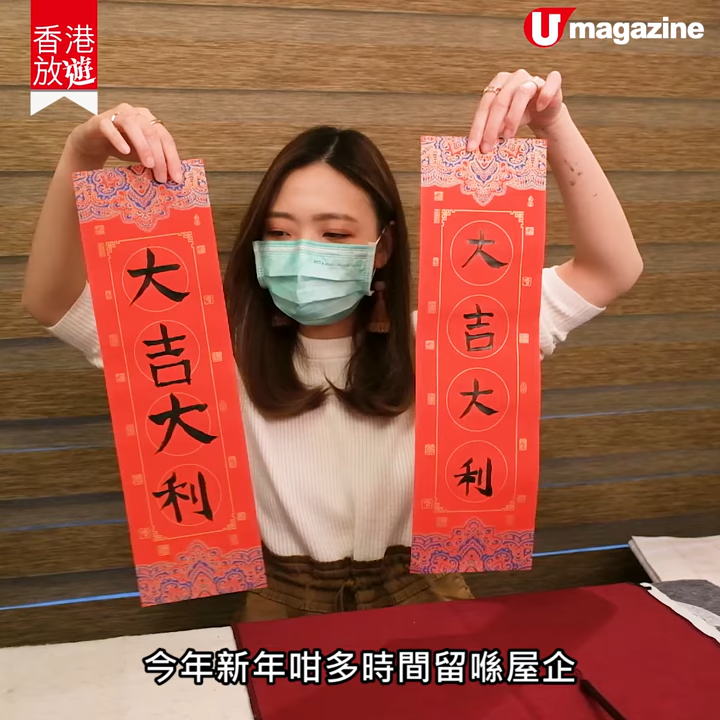 香港
放遊
U magazine
大吉大利
大吉大利
今年新年咁多時間留喺屋企